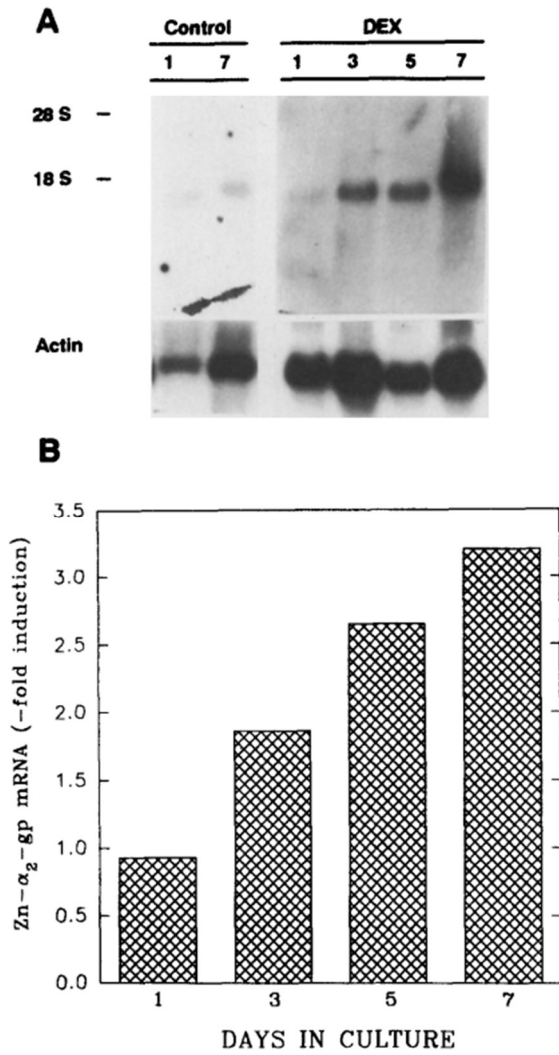 A
Control DEX
1 7 1 3 5 7
28 S –
18 S –
Actin
B
Zn-α₂-gp mRNA (-fold induction)
3.5
3.0
2.5
2.0
1.5
1.0
0.5
0.0
1 3 5 7
DAYS IN CULTURE